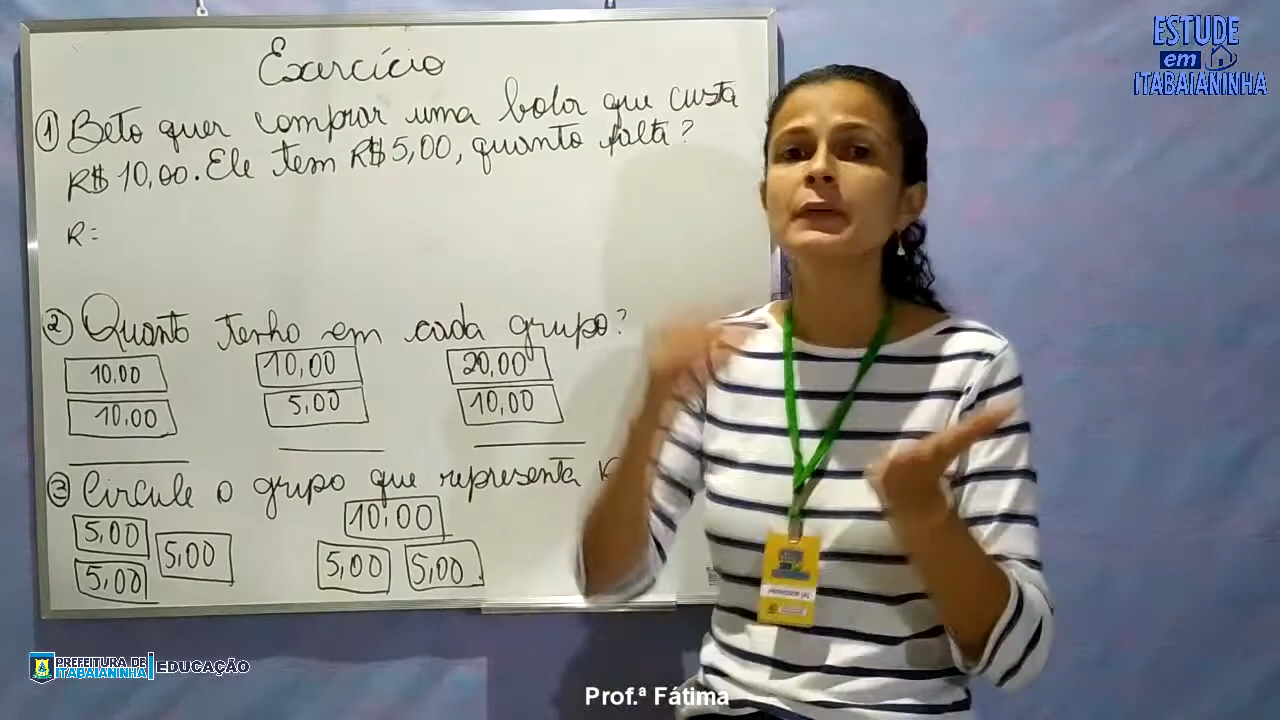 Exercício
① Beto quer comprar uma bola que custa
R$ 10,00. Ele tem R$ 5,00, quanto falta?
R=
② Quanto tenho em cada grupo?
10,00 10,00 20,00
10,00 5,00 10,00
③ Circule o grupo que representa
5,00 5,00 10,00
5,00 5,00 5,00
ESTUDE
em
ITABAIANINHA
ESTUDE
PROFESSOR (A)
PREFEITURA DE
ITABAIANINHA EDUCAÇÃO
Prof.ª Fátima